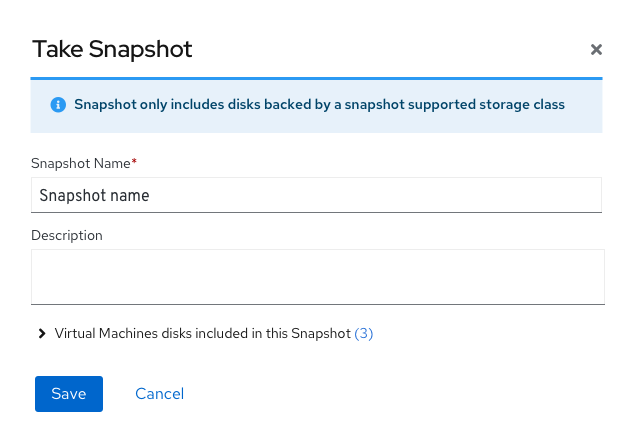 Take Snapshot
Snapshot only includes disks backed by a snapshot supported storage class
Snapshot Name*
Snapshot name
Description
Virtual Machines disks included in this Snapshot (3)
Save Cancel